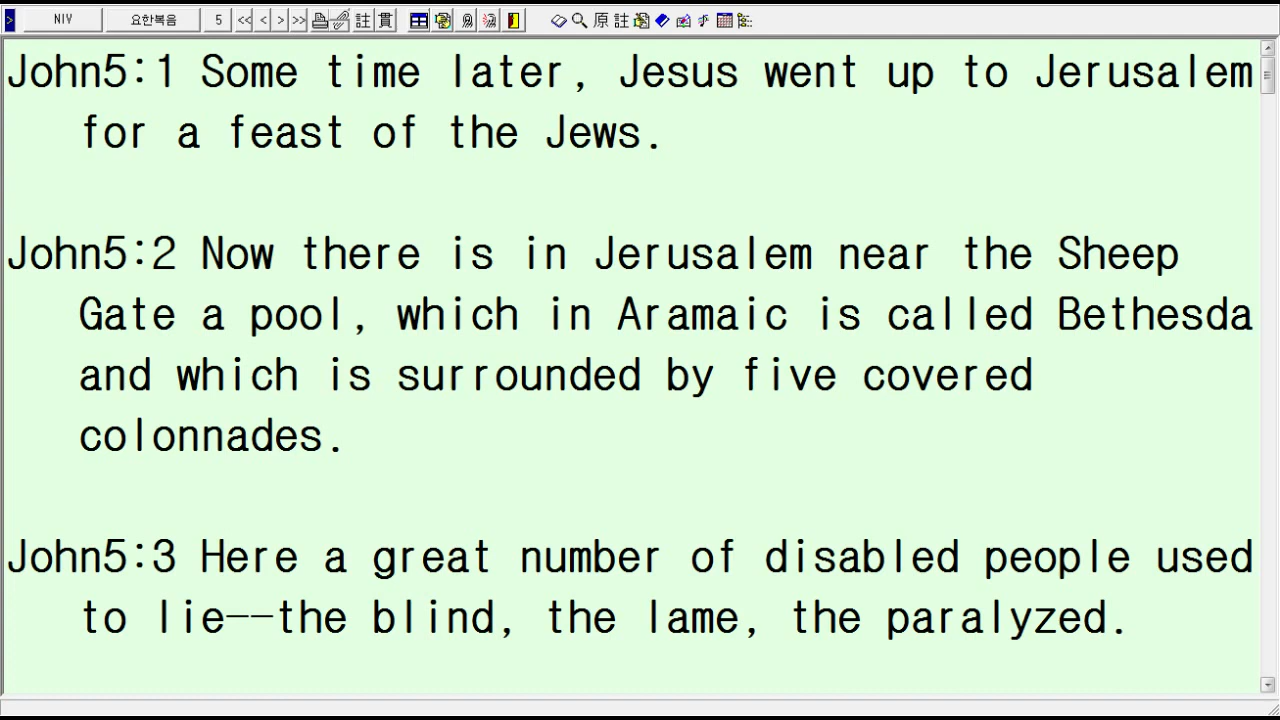 > NIV 요한복음 5 << < > >> 註 貫 原 註
John5:1 Some time later, Jesus went up to Jerusalem
for a feast of the Jews.
John5:2 Now there is in Jerusalem near the Sheep
Gate a pool, which in Aramaic is called Bethesda
and which is surrounded by five covered
colonnades.
John5:3 Here a great number of disabled people used
to lie--the blind, the lame, the paralyzed.